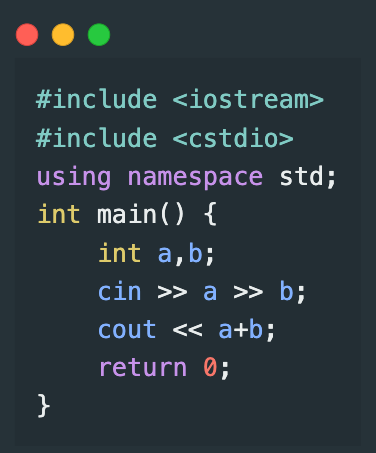 #include <iostream>
#include <cstdio>
using namespace std;
int main() {
    int a,b;
    cin >> a >> b;
    cout << a+b;
    return 0;
}